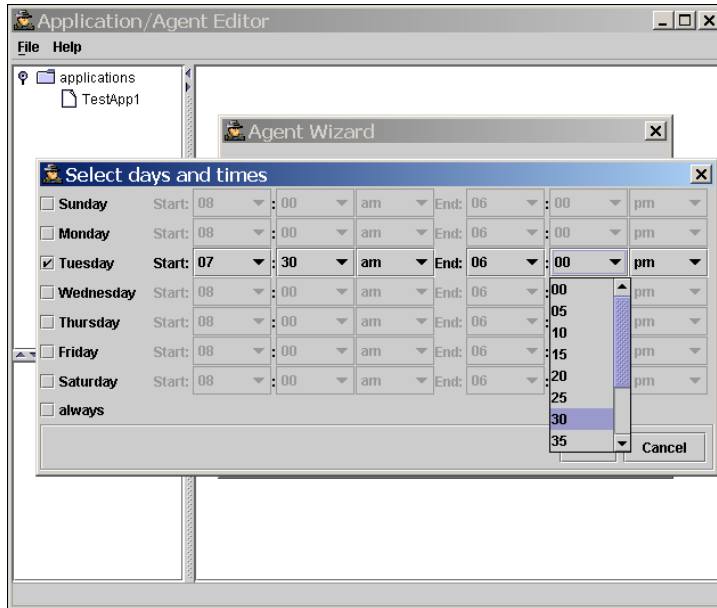 Application/Agent Editor
File Help
applications
TestApp1
Agent Wizard
Select days and times
Sunday Start: 08 : 00 am End: 06 : 00 pm
Monday Start: 08 : 00 am End: 06 : 00 pm
Tuesday Start: 07 : 30 am End: 06 : 00 pm
Wednesday Start: 08 : 00 am End: 06 : pm
Thursday Start: 08 : 00 am End: 06 : pm
Friday Start: 08 : 00 am End: 06 : pm
Saturday Start: 08 : 00 am End: 06 : pm
00
05
10
15
20
25
30
35
always
Cancel